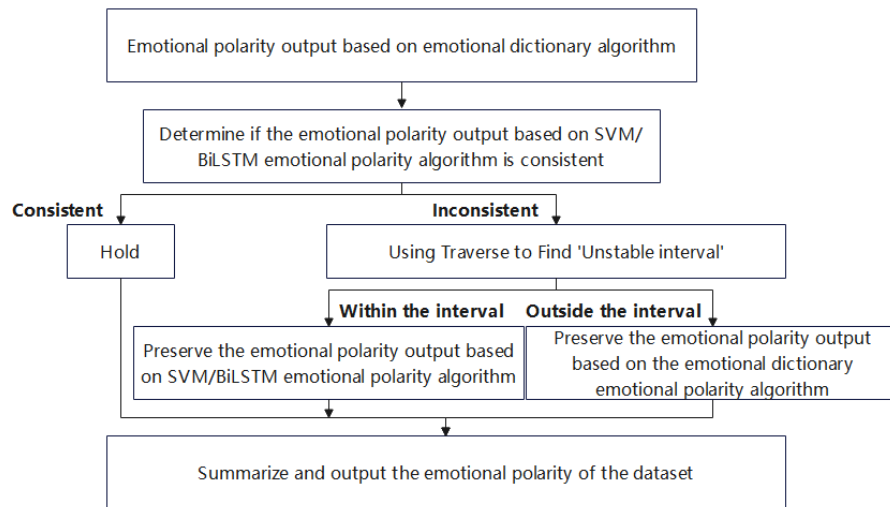 Emotional polarity output based on emotional dictionary algorithm
Determine if the emotional polarity output based on SVM/
BiLSTM emotional polarity algorithm is consistent
Consistent
Inconsistent
Hold
Using Traverse to Find 'Unstable interval'
Within the interval
Outside the interval
Preserve the emotional polarity output based
on SVM/BiLSTM emotional polarity algorithm
Preserve the emotional polarity output
based on the emotional dictionary
emotional polarity algorithm
Summarize and output the emotional polarity of the dataset